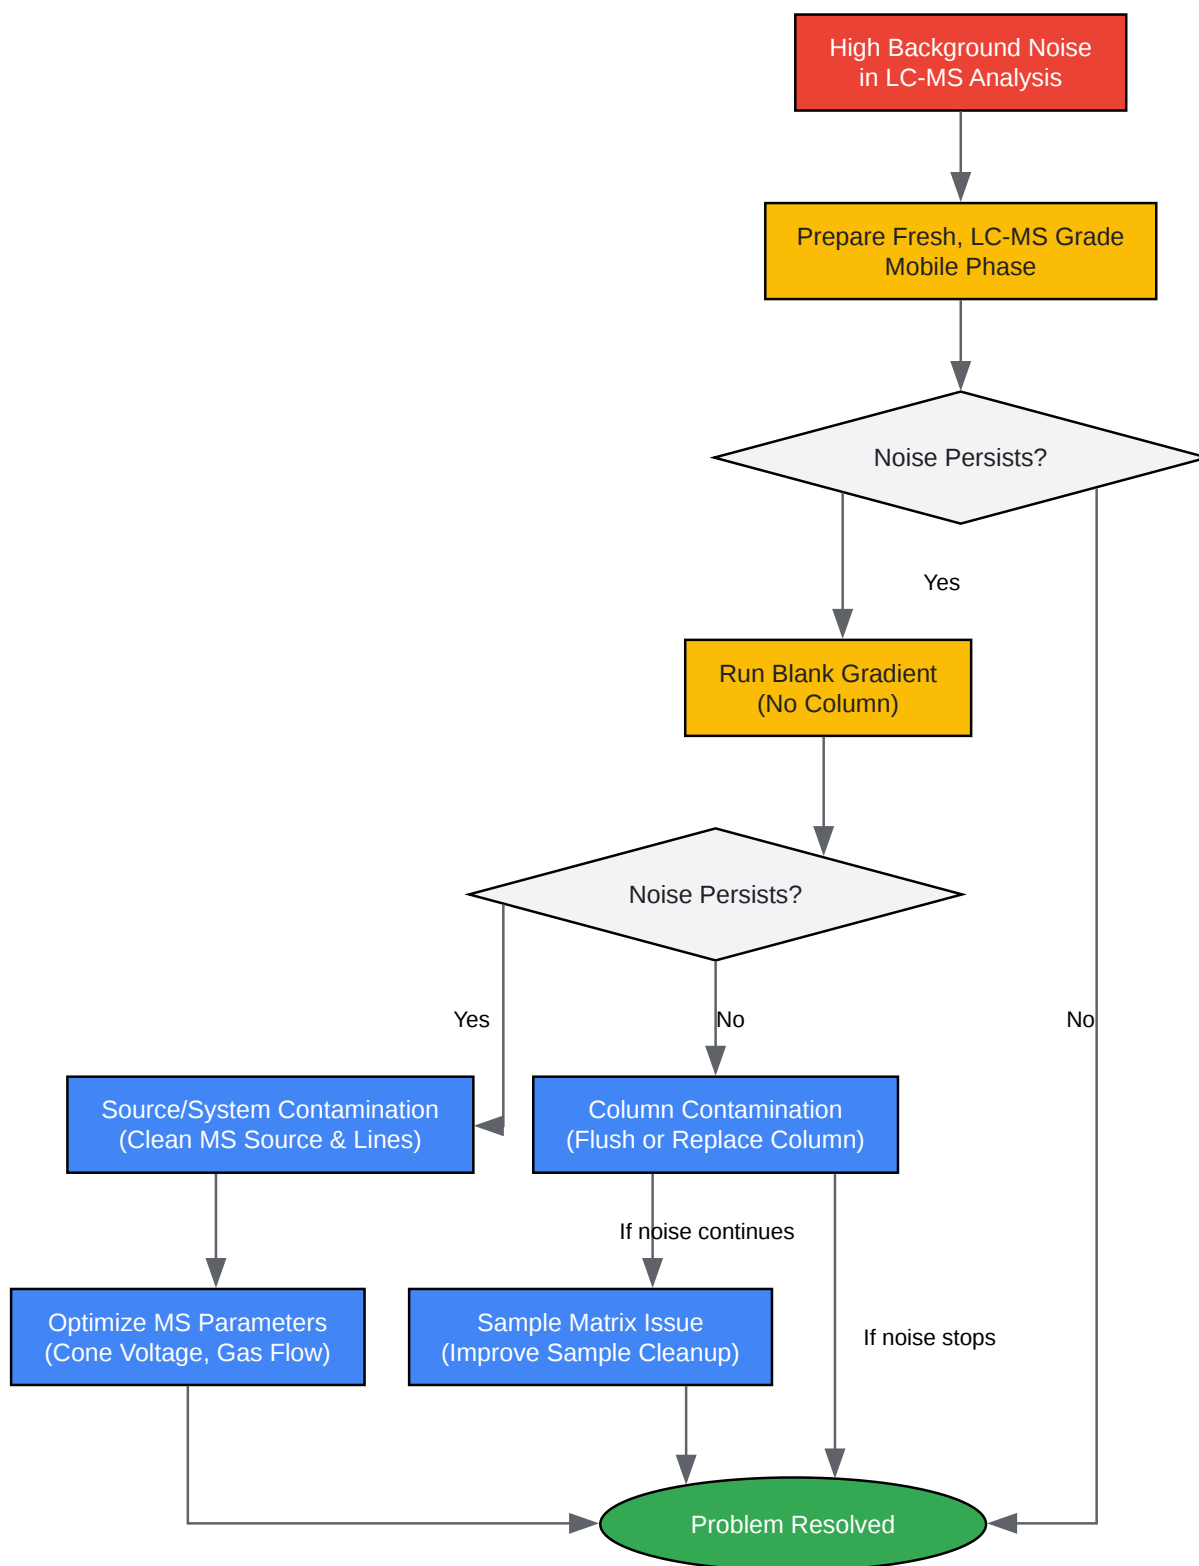 High Background Noise
in LC-MS Analysis
Prepare Fresh, LC-MS Grade
Mobile Phase
Noise Persists?
Yes
Run Blank Gradient
(No Column)
Noise Persists?
Yes
No
No
Source/System Contamination
(Clean MS Source & Lines)
Column Contamination
(Flush or Replace Column)
If noise continues
Optimize MS Parameters
(Cone Voltage, Gas Flow)
Sample Matrix Issue
(Improve Sample Cleanup)
If noise stops
Problem Resolved